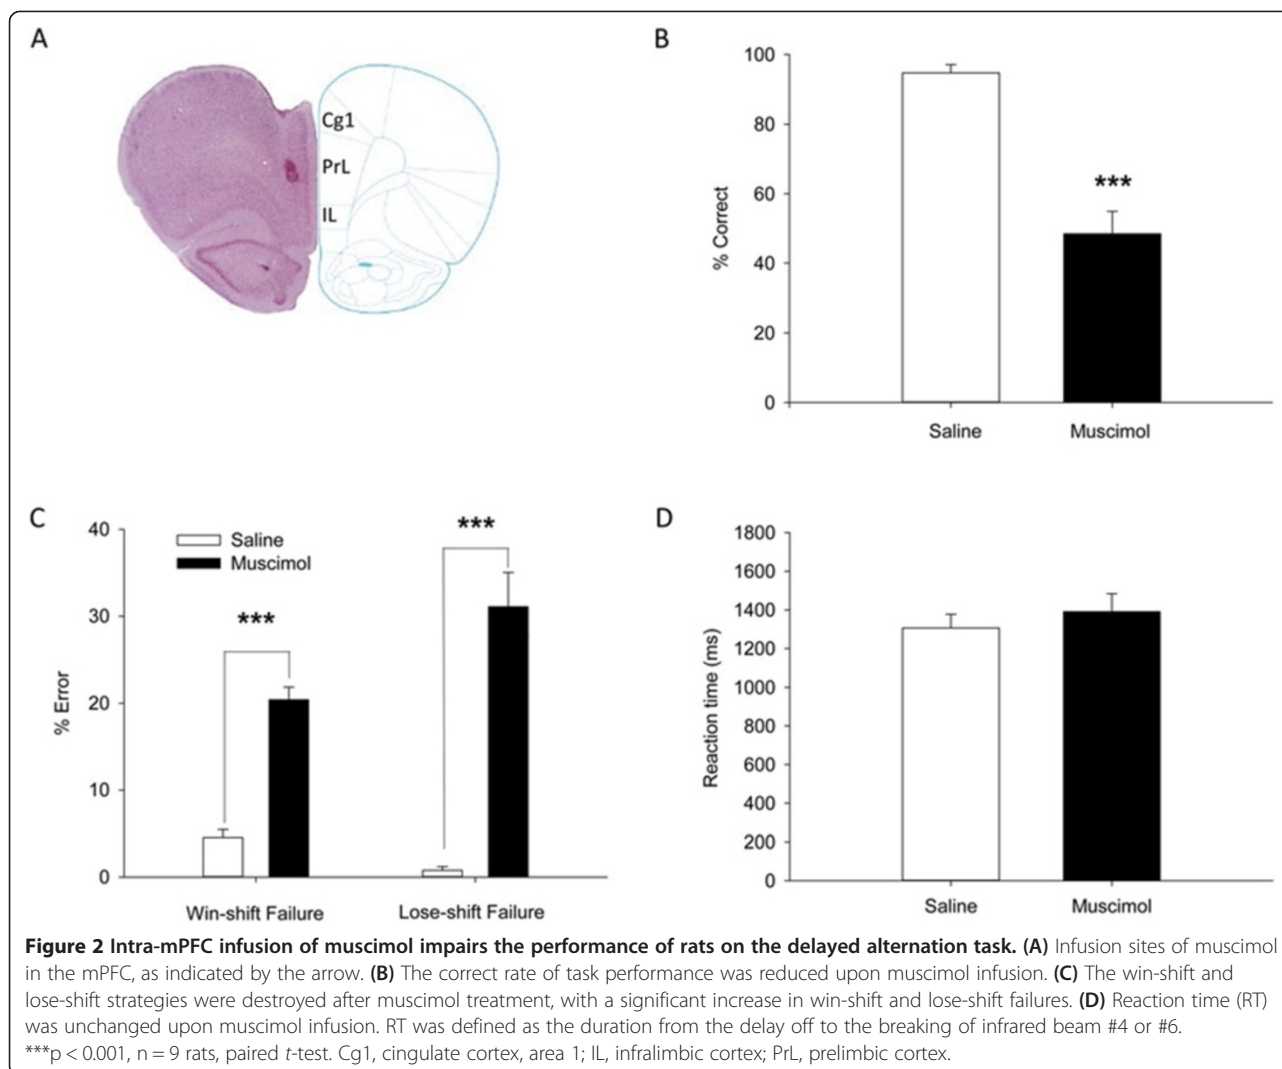 A
Cg1
PrL
IL
B
100
80
60
40
20
0
% Correct
***
Saline
Muscimol
C
40
30
20
10
0
% Error
Saline
Muscimol
***
***
Win-shift Failure
Lose-shift Failure
D
1800
1600
1400
1200
1000
800
600
400
200
0
Reaction time (ms)
Saline
Muscimol
Figure 2 Intra-mPFC infusion of muscimol impairs the performance of rats on the delayed alternation task. (A) Infusion sites of muscimol
in the mPFC, as indicated by the arrow. (B) The correct rate of task performance was reduced upon muscimol infusion. (C) The win-shift and
lose-shift strategies were destroyed after muscimol treatment, with a significant increase in win-shift and lose-shift failures. (D) Reaction time (RT)
was unchanged upon muscimol infusion. RT was defined as the duration from the delay off to the breaking of infrared beam #4 or #6.
***p < 0.001, n = 9 rats, paired t-test. Cg1, cingulate cortex, area 1; IL, infralimbic cortex; PrL, prelimbic cortex.